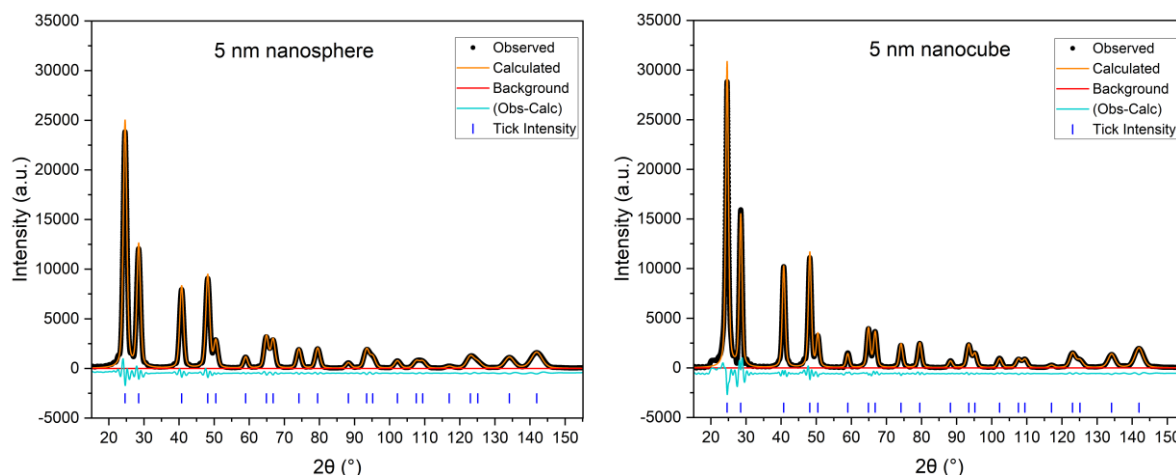 5 nm nanosphere
Observed
Calculated
Background
(Obs-Calc)
Tick Intensity
Intensity (a.u.)
35000
30000
25000
20000
15000
10000
5000
0
-5000
20 30 40 50 60 70 80 90 100 110 120 130 140 150
2θ (°)
5 nm nanocube
Observed
Calculated
Background
(Obs-Calc)
Tick Intensity
Intensity (a.u.)
35000
30000
25000
20000
15000
10000
5000
0
-5000
20 30 40 50 60 70 80 90 100 110 120 130 140
2θ (°)